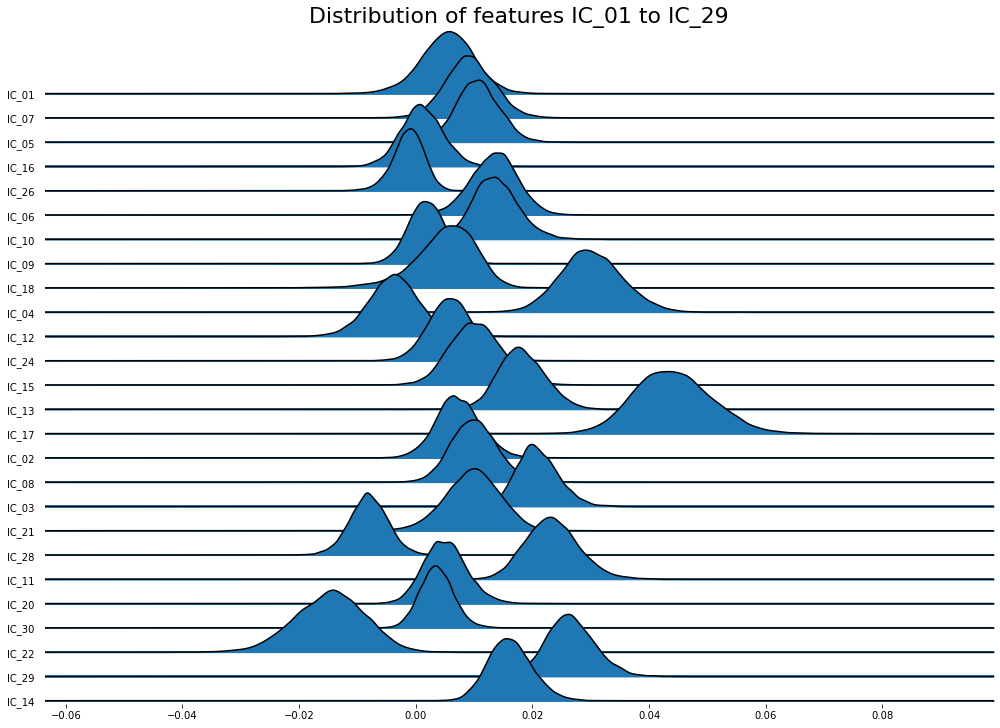 Distribution of features IC_01 to IC_29
IC_01
IC_07
IC_05
IC_16
IC_26
IC_06
IC_10
IC_09
IC_18
IC_04
IC_12
IC_24
IC_15
IC_13
IC_17
IC_02
IC_08
IC_03
IC_21
IC_28
IC_11
IC_20
IC_30
IC_22
IC_29
IC_14
−0.06 −0.04 −0.02 0.00 0.02 0.04 0.06 0.08